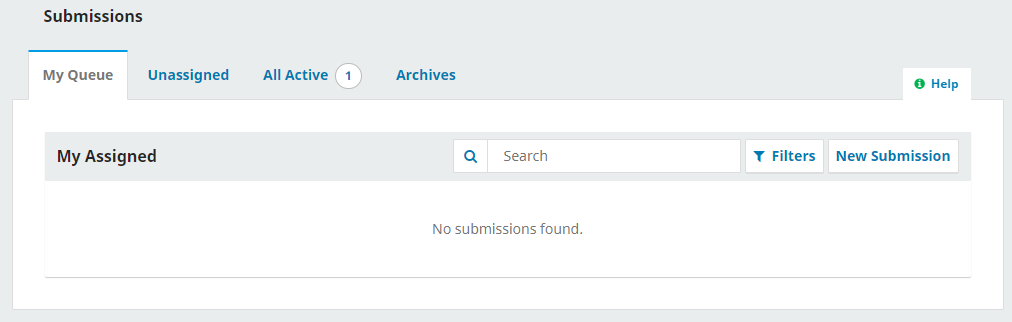 Submissions
My Queue Unassigned All Active 1 Archives
Help
My Assigned Search Filters New Submission
No submissions found.